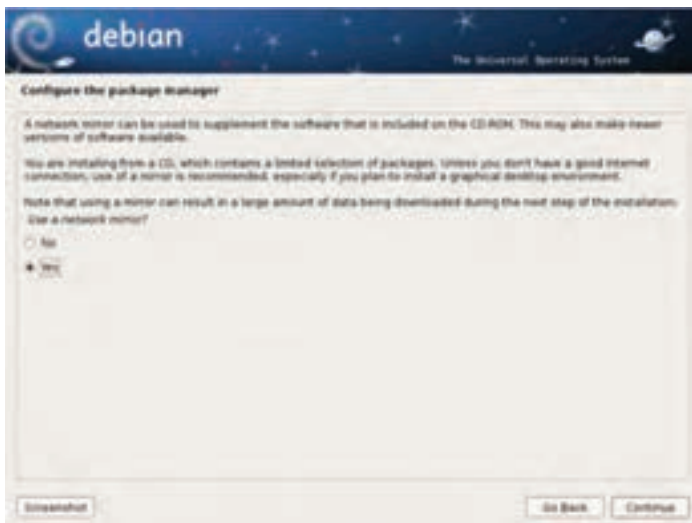 debian
The Universal Operating System
Configure the package manager
A network mirror can be used to supplement the software that is included on the CD-ROM. This may also make newer
versions of software available.
You are installing from a CD, which contains a limited selection of packages. Unless you don't have a good Internet
connection, use of a mirror is recommended, especially if you plan to install a graphical desktop environment.
Note that using a mirror can result in a large amount of data being downloaded during the next step of the installation.
Use a network mirror?
No
Yes
Screenshot
Go Back
Continue